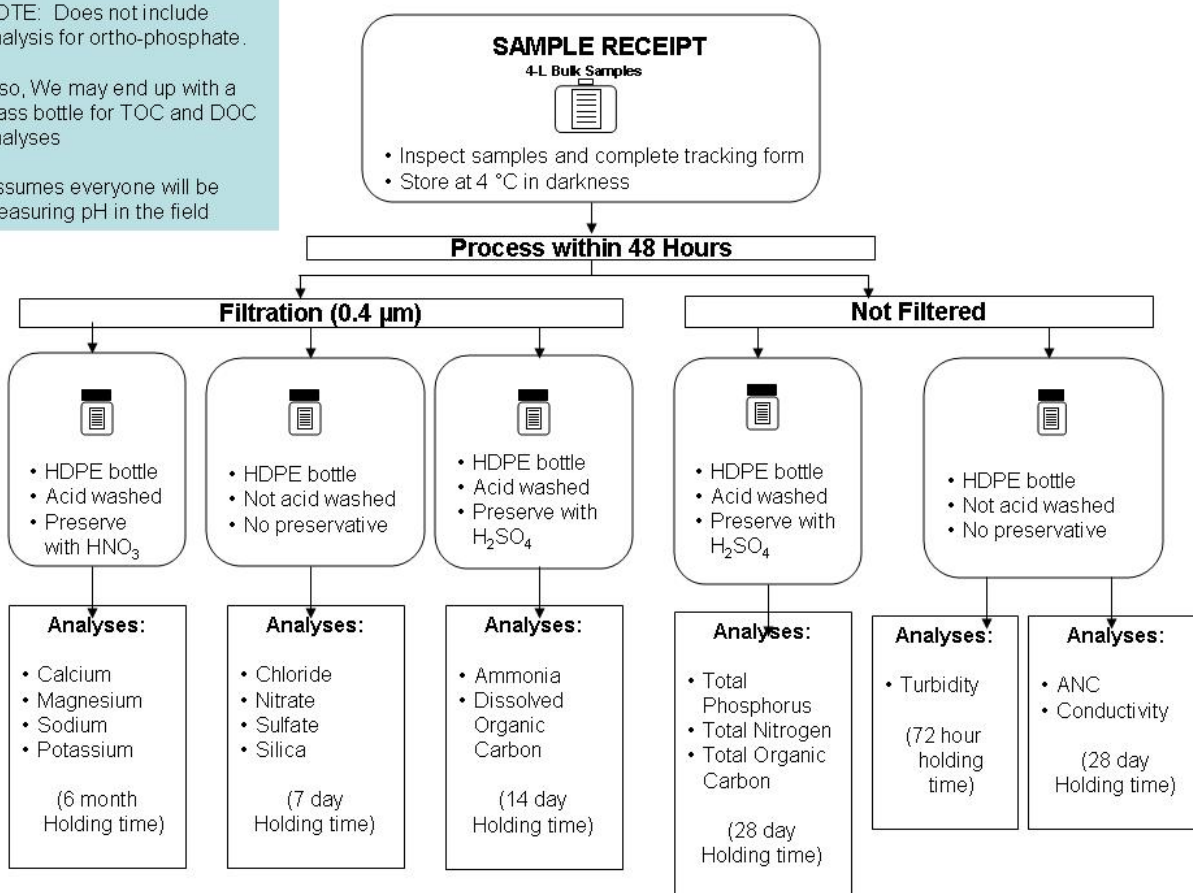 OTE: Does not include
nalysis for ortho-phosphate.
so, We may end up with a
ass bottle for TOC and DOC
nalyses
ssumes everyone will be
easuring pH in the field
SAMPLE RECEIPT
4-L Bulk Samples
• Inspect samples and complete tracking form
• Store at 4 °C in darkness
Process within 48 Hours
Filtration (0.4 µm)
Not Filtered
• HDPE bottle
• Acid washed
• Preserve
with HNO₃
• HDPE bottle
• Not acid washed
• No preservative
• HDPE bottle
• Acid washed
• Preserve with
H₂SO₄
• HDPE bottle
• Acid washed
• Preserve with
H₂SO₄
• HDPE bottle
• Not acid washed
• No preservative
Analyses:
• Calcium
• Magnesium
• Sodium
• Potassium
(6 month
Holding time)
Analyses:
• Chloride
• Nitrate
• Sulfate
• Silica
(7 day
Holding time)
Analyses:
• Ammonia
• Dissolved
Organic
Carbon
(14 day
Holding time)
Analyses:
• Total
Phosphorus
• Total Nitrogen
• Total Organic
Carbon
(28 day
Holding time)
Analyses:
• Turbidity
(72 hour
holding
time)
Analyses:
• ANC
• Conductivity
(28 day
Holding time)